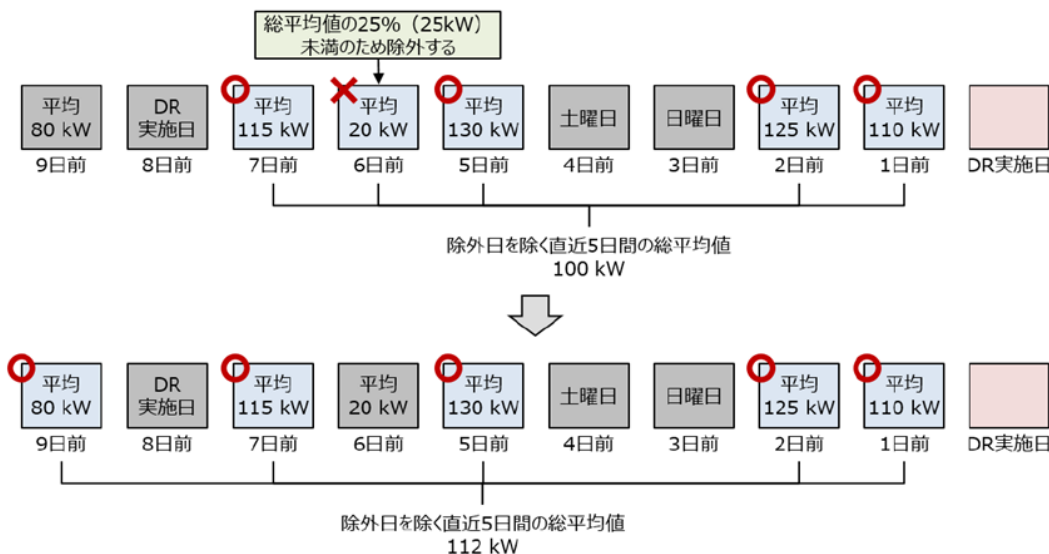 総平均値の25%（25kW）
未満のため除外する
平均
80 kW
DR
実施日
平均
115 kW
平均
20 kW
平均
130 kW
土曜日
日曜日
平均
125 kW
平均
110 kW
9日前
8日前
7日前
6日前
5日前
4日前
3日前
2日前
1日前
DR実施日
除外日を除く直近5日間の総平均値
100 kW
平均
80 kW
DR
実施日
平均
115 kW
平均
20 kW
平均
130 kW
土曜日
日曜日
平均
125 kW
平均
110 kW
9日前
8日前
7日前
6日前
5日前
4日前
3日前
2日前
1日前
DR実施日
除外日を除く直近5日間の総平均値
112 kW